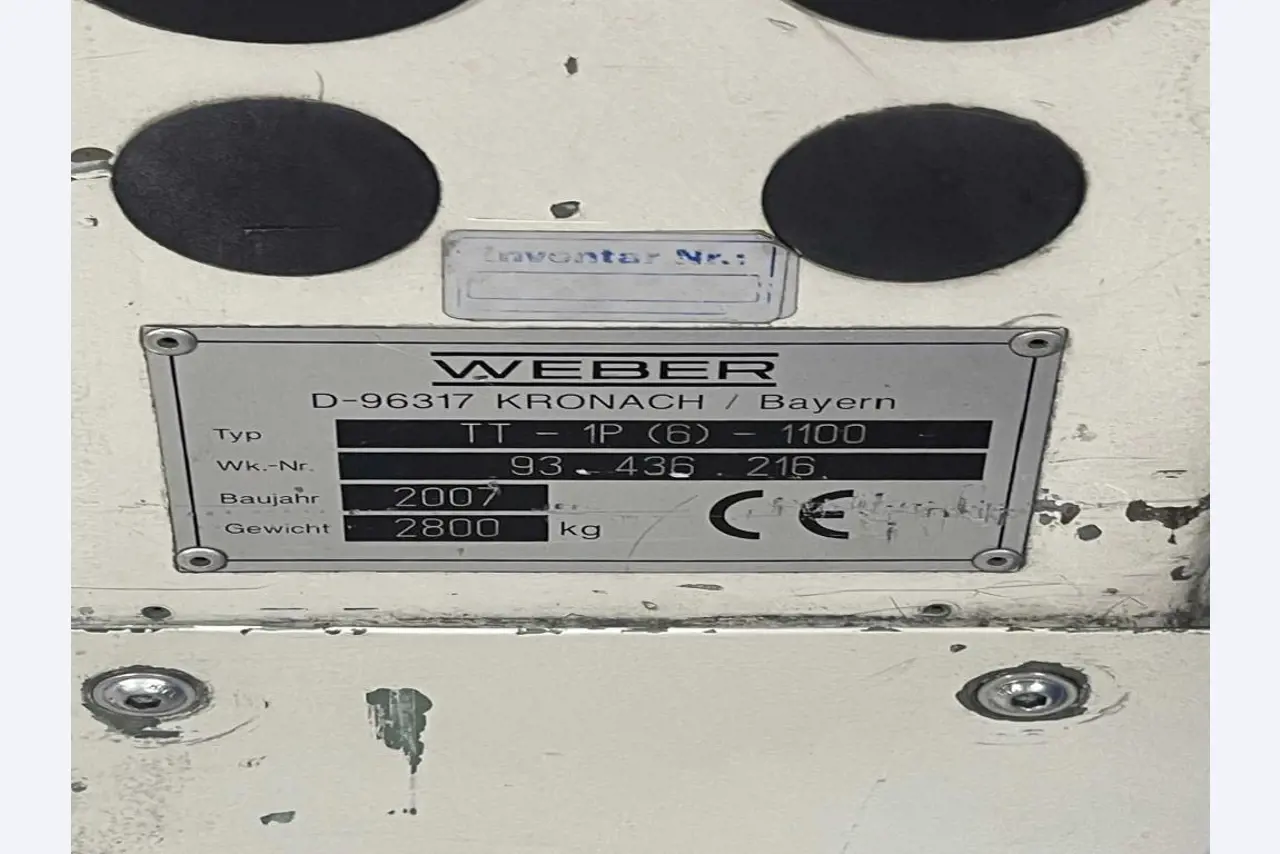 Inventar Nr.:
WEBER
D-96317 KRONACH / Bayern
Typ TT - 1P (6) - 1100
Wk.-Nr. 93. 436 . 216.
Baujahr 2007
Gewicht 2800 kg
CE